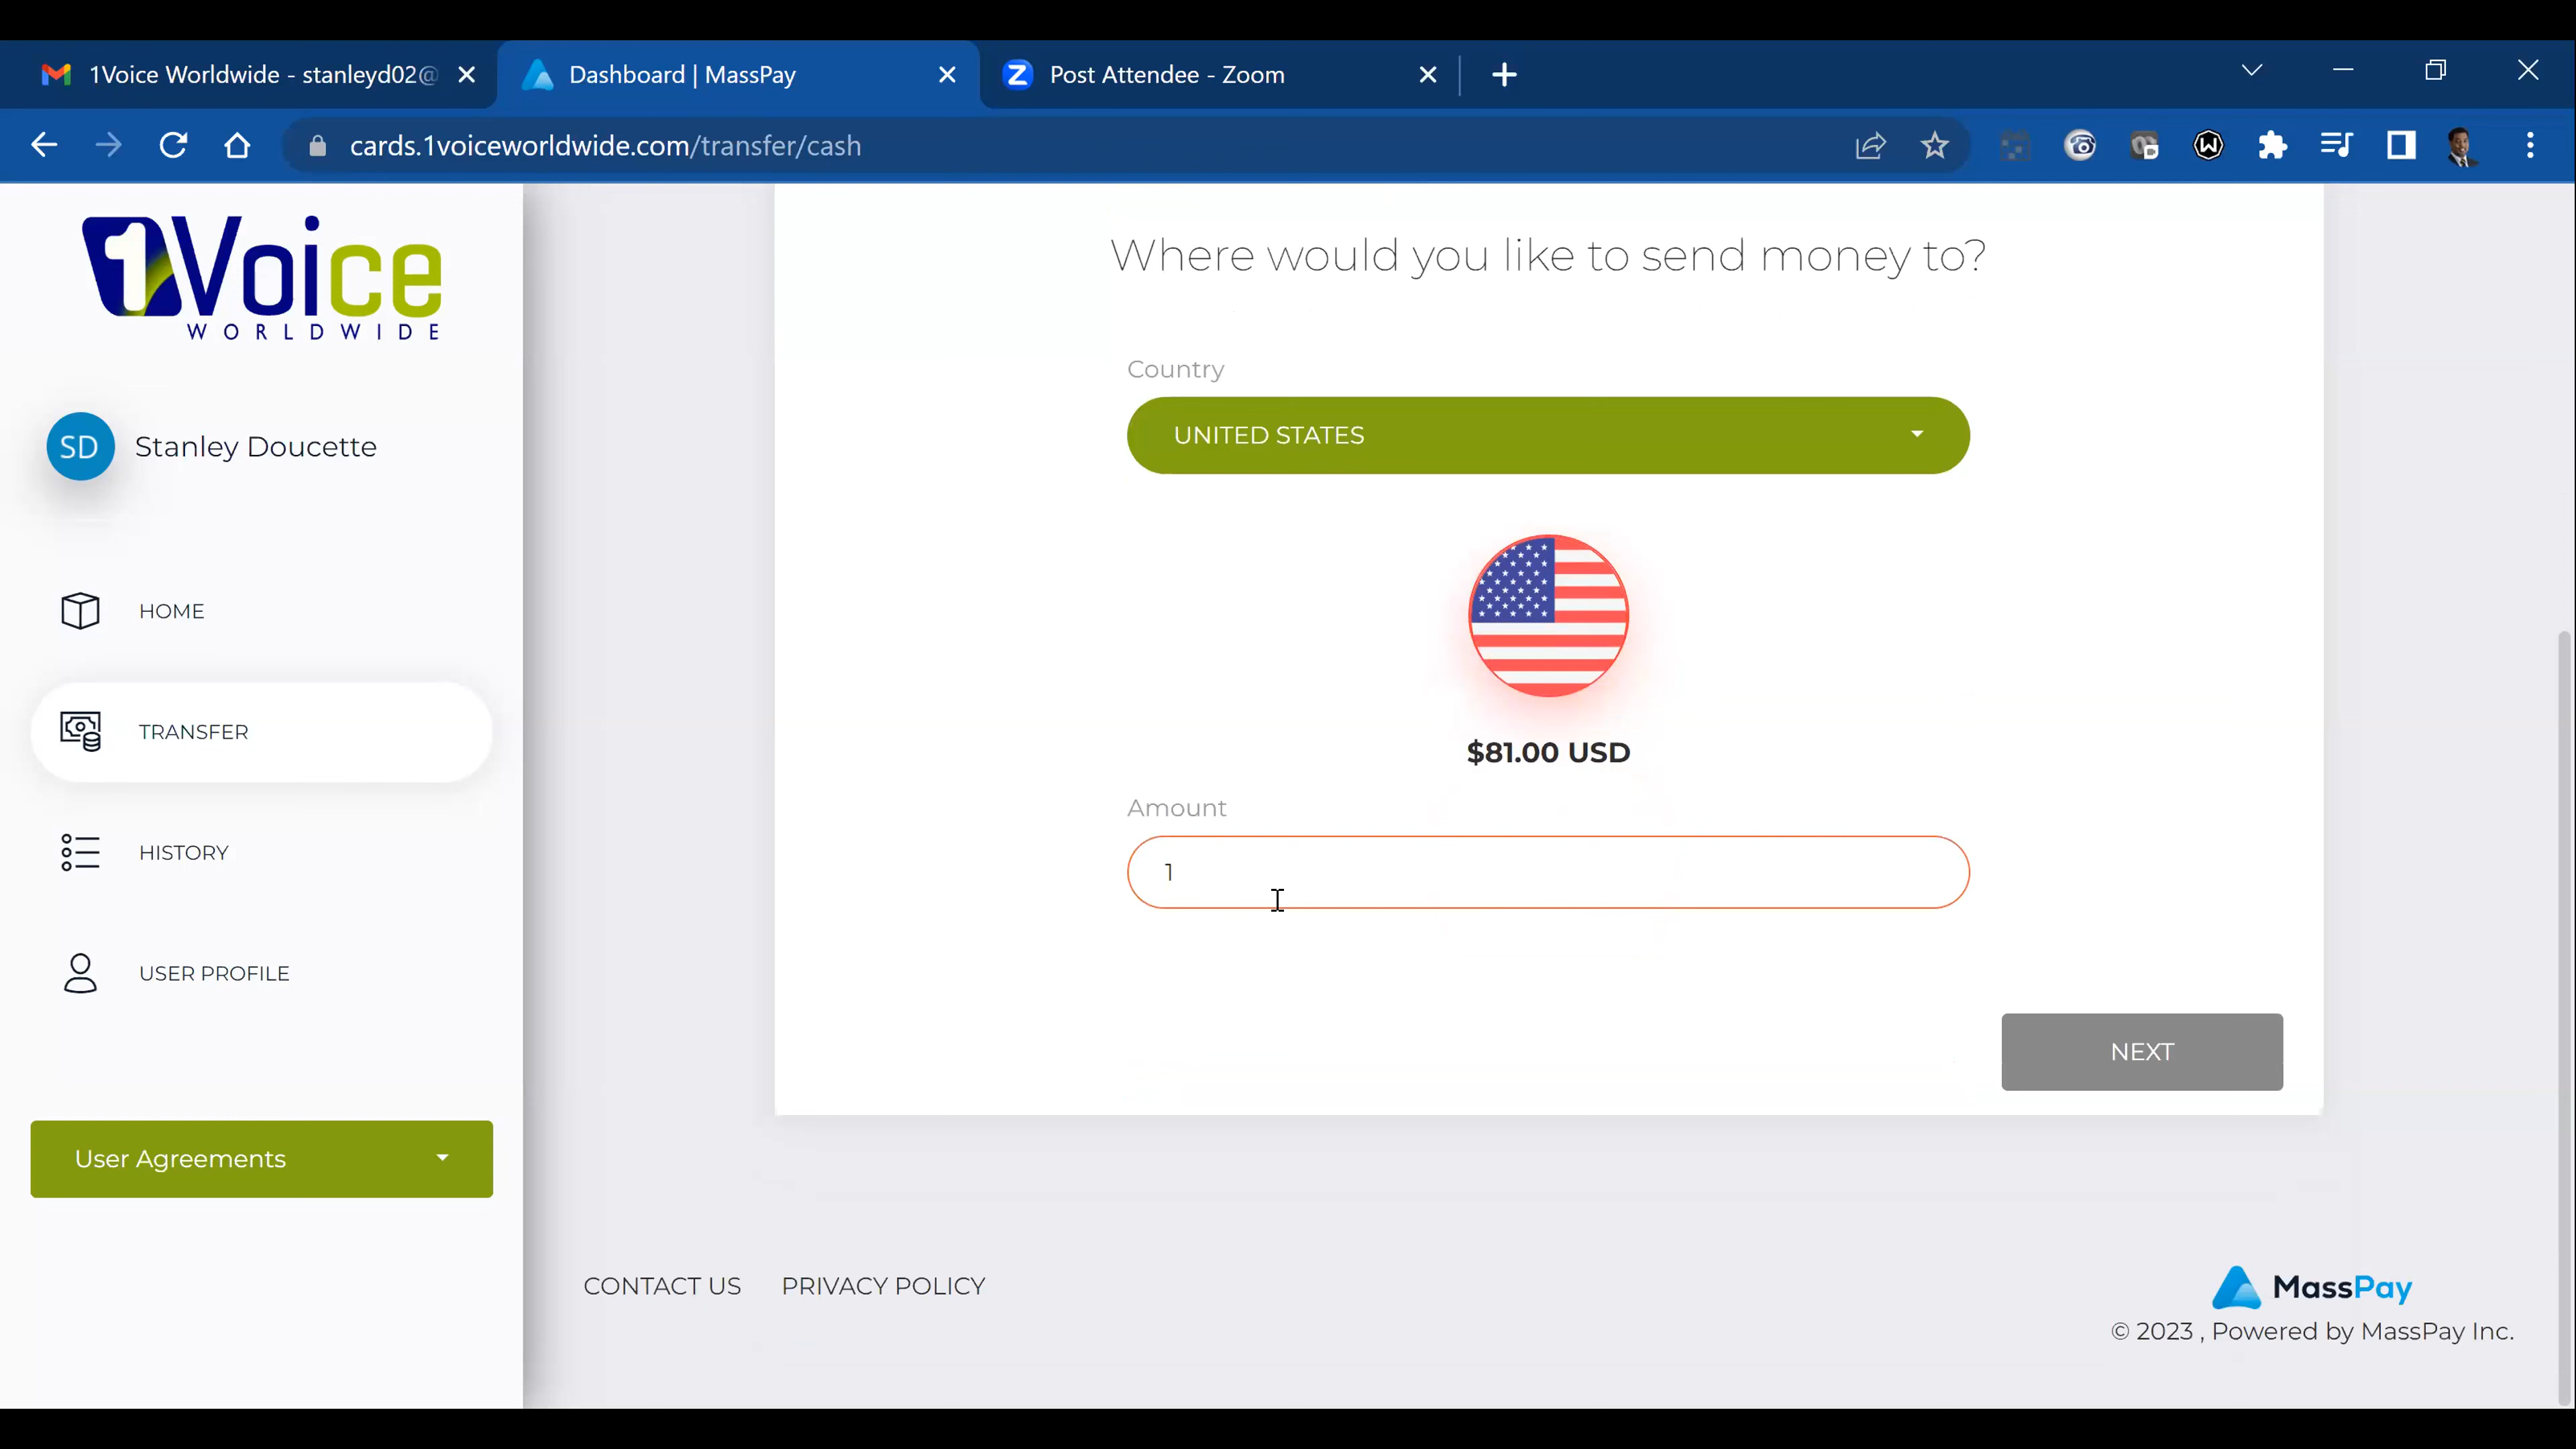 1Voice Worldwide - stanleyd02@
Dashboard | MassPay
Post Attendee - Zoom
cards.1voiceworldwide.com/transfer/cash
1Voice
WORLDWIDE
SD
Stanley Doucette
HOME
TRANSFER
HISTORY
USER PROFILE
User Agreements
Where would you like to send money to?
Country
UNITED STATES
$81.00 USD
Amount
1
NEXT
CONTACT US
PRIVACY POLICY
MassPay
© 2023 , Powered by MassPay Inc.